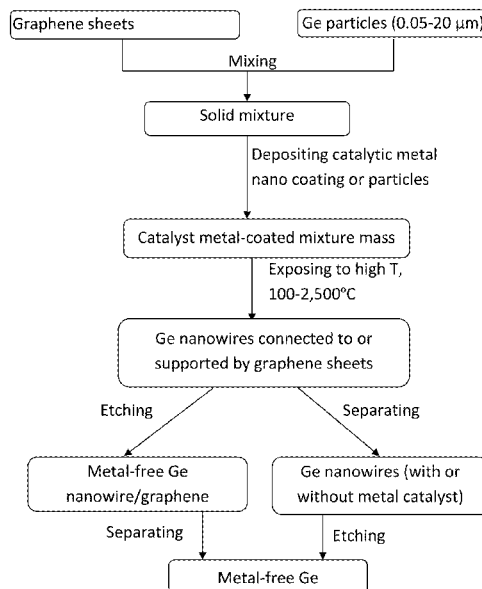 Graphene sheets
Ge particles (0.05-20 µm)
Mixing
Solid mixture
Depositing catalytic metal
nano coating or particles
Catalyst metal-coated mixture mass
Exposing to high T,
100-2,500°C
Ge nanowires connected to or
supported by graphene sheets
Etching
Separating
Metal-free Ge
nanowire/graphene
Ge nanowires (with or
without metal catalyst)
Separating
Etching
Metal-free Ge